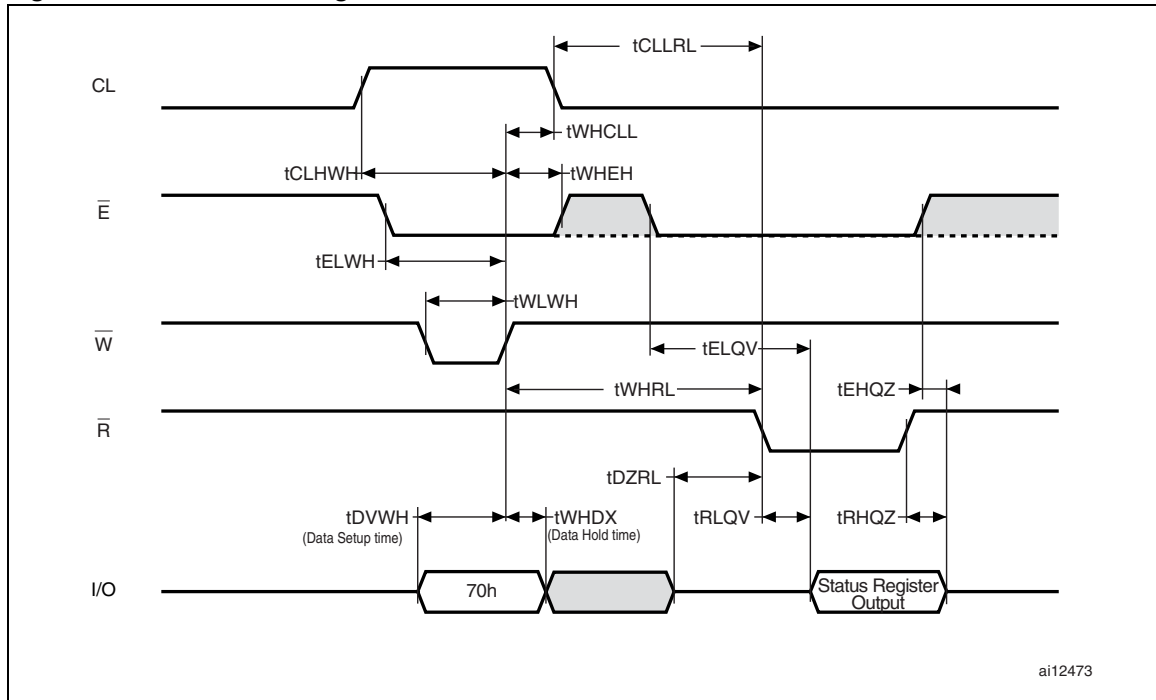 tCLLRL
CL
tWHCLL
tCLHWH
tWHEH
E
tELWH
tWLWH
W
tELQV
tWHRL
tEHQZ
R
tDZRL
tDVWH
(Data Setup time)
tWHDX
(Data Hold time)
tRLQV
tRHQZ
I/O
70h
Status Register
Output
ai12473